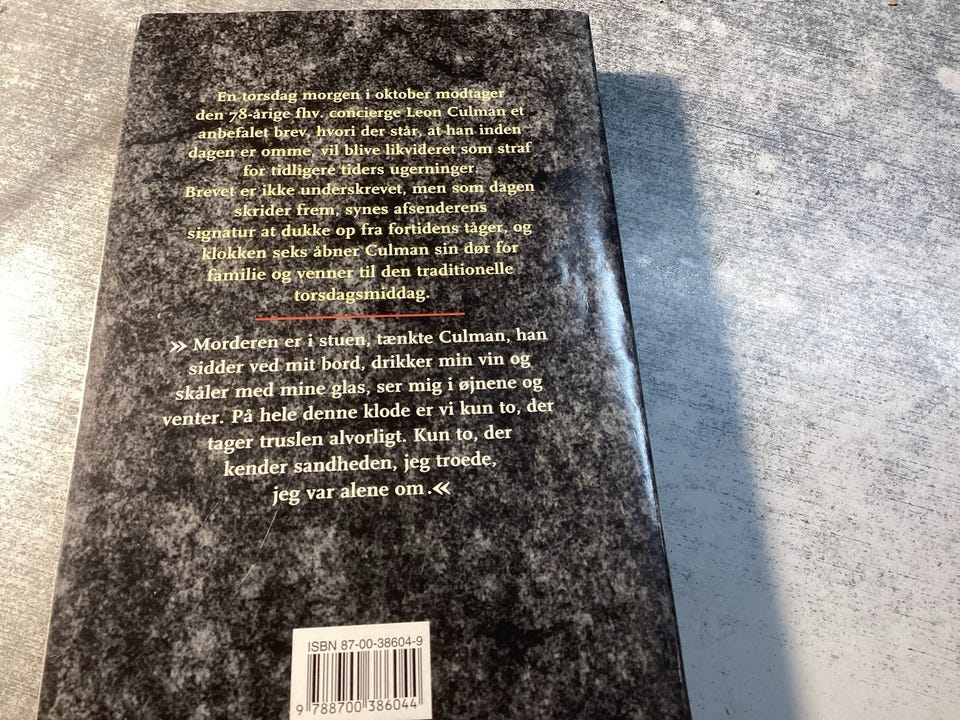 En torsdag morgen i oktober modtager
den 78-årige fhv. concierge Leon Culman et
anbefalet brev, hvori der står, at han inden
dagen er omme, vil blive likvideret som straf
for tidligere tiders ugerninger.
Brevet er ikke underskrevet, men som dagen
skrider frem, synes afsenderens
signatur at dukke op fra fortidens tåger, og
klokken seks åbner Culman sin dør for
familie og venner til den traditionelle
torsdagsmiddag.
»Morderen er i stuen, tænkte Culman, han
sidder ved mit bord, drikker min vin og
skåler med mine glas, ser mig i øjnene og
venter. På hele denne klode er vi kun to, der
tager truslen alvorligt. Kun to, der
kender sandheden, jeg troede,
jeg var alene om.«
ISBN 87-00-38604-9
9 788700 386044